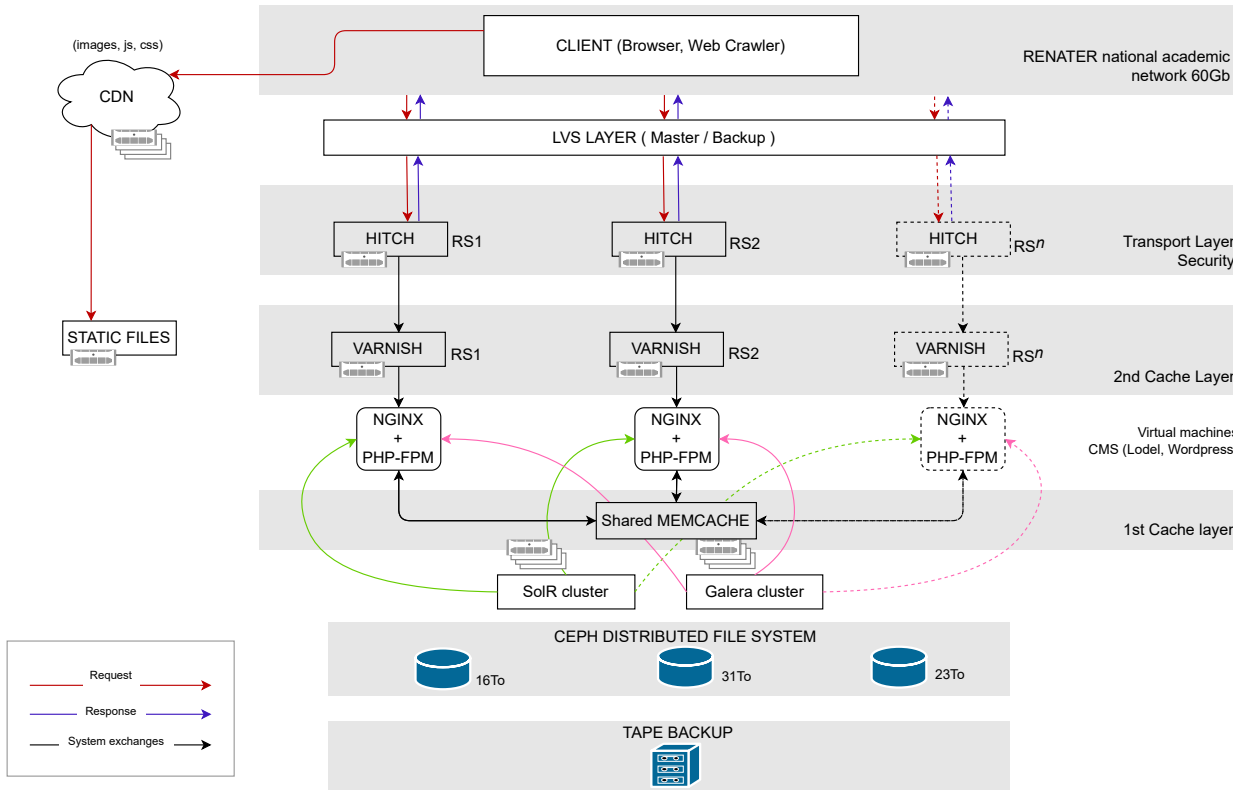 CLIENT (Browser, Web Crawler)
RENATER national academic
network 60Gb
(images, js, css)
CDN
LVS LAYER ( Master / Backup )
HITCH
RS1
HITCH
RS2
HITCH
RSn
Transport Layer
Security
STATIC FILES
VARNISH
RS1
VARNISH
RS2
VARNISH
RSn
2nd Cache Layer
NGINX
+
PHP-FPM
NGINX
+
PHP-FPM
NGINX
+
PHP-FPM
Virtual machines
CMS (Lodel, Wordpress
Shared MEMCACHE
1st Cache layer
SolR cluster
Galera cluster
CEPH DISTRIBUTED FILE SYSTEM
16To
31To
23To
Request
Response
System exchanges
TAPE BACKUP